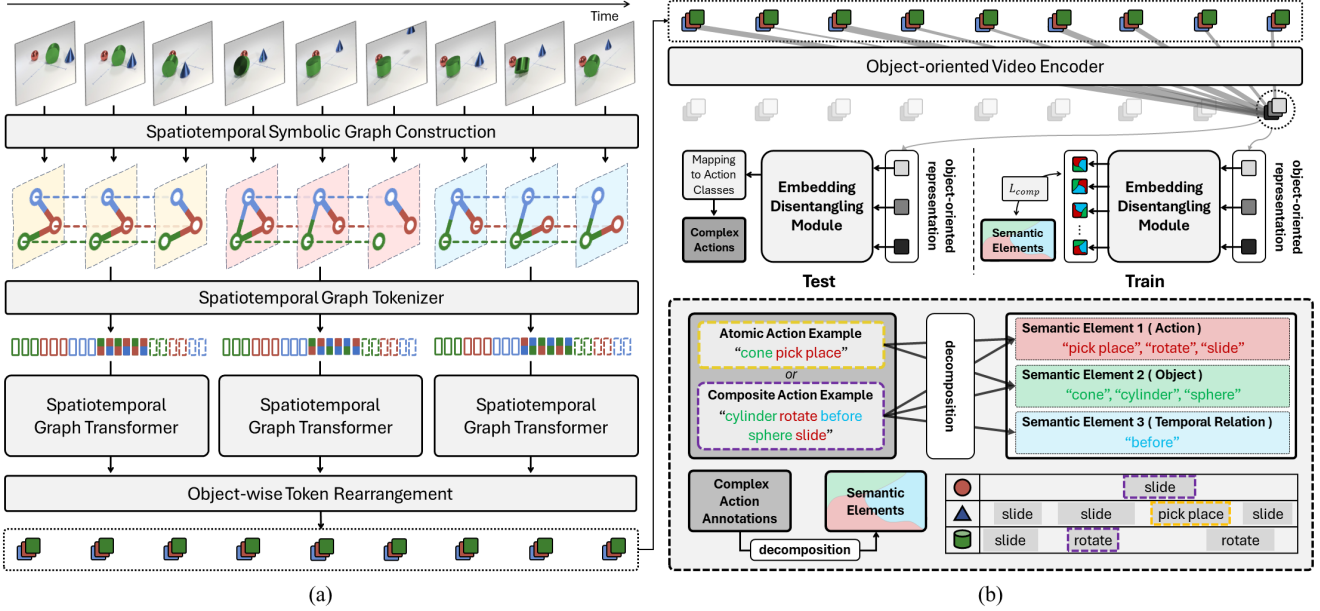 Time
Spatiotemporal Symbolic Graph Construction
Spatiotemporal Graph Tokenizer
Spatiotemporal
Graph Transformer
Spatiotemporal
Graph Transformer
Spatiotemporal
Graph Transformer
Object-wise Token Rearrangement
(a)
Object-oriented Video Encoder
Mapping
to Action
Classes
Complex
Actions
Embedding
Disentangling
Module
object-oriented
representation
Test
L_comp
Semantic
Elements
Embedding
Disentangling
Module
object-oriented
representation
Train
Atomic Action Example
“cone pick place”
or
Composite Action Example
“cylinder rotate before
sphere slide”
decomposition
Semantic Element 1 ( Action )
“pick place”, “rotate”, “slide”
Semantic Element 2 ( Object )
“cone”, “cylinder”, “sphere”
Semantic Element 3 ( Temporal Relation )
“before”
Complex
Action
Annotations
decomposition
Semantic
Elements
slide
slide slide pick place slide
slide rotate rotate
(b)